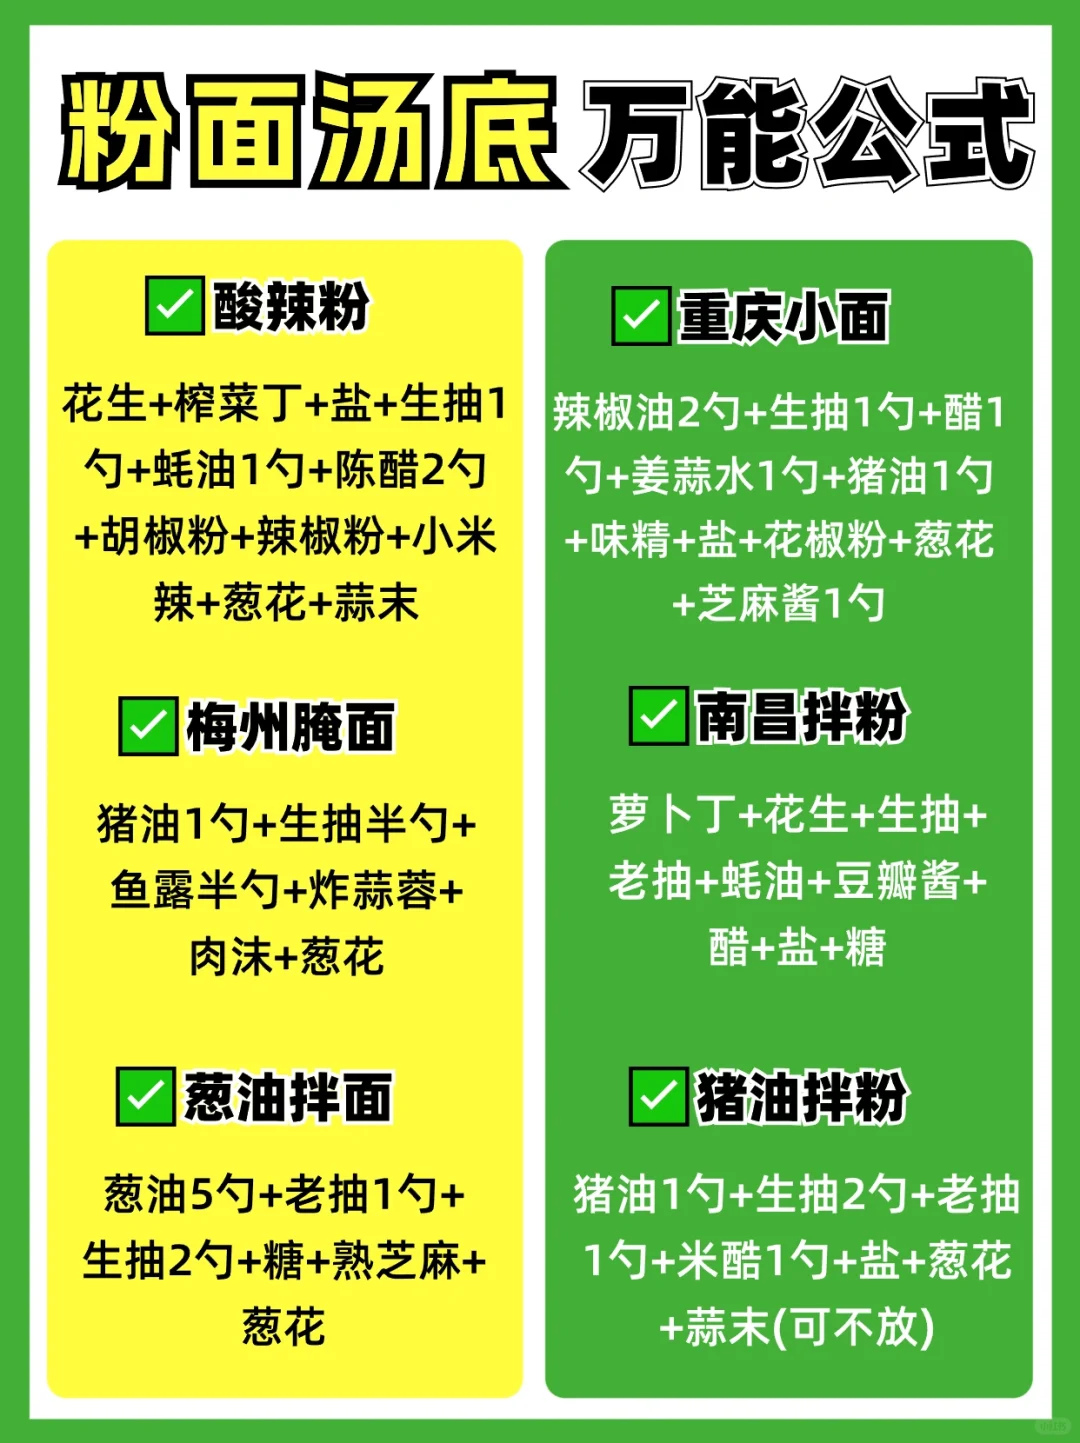 粉面汤底 万能公式
酸辣粉
花生+榨菜丁+盐+生抽1
勺+蚝油1勺+陈醋2勺
+胡椒粉+辣椒粉+小米
辣+葱花+蒜末
梅州腌面
猪油1勺+生抽半勺+
鱼露半勺+炸蒜蓉+
肉沫+葱花
葱油拌面
葱油5勺+老抽1勺+
生抽2勺+糖+熟芝麻+
葱花
重庆小面
辣椒油2勺+生抽1勺+醋1
勺+姜蒜水1勺+猪油1勺
+味精+盐+花椒粉+葱花
+芝麻酱1勺
南昌拌粉
萝卜丁+花生+生抽+
老抽+蚝油+豆瓣酱+
醋+盐+糖
猪油拌粉
猪油1勺+生抽2勺+老抽
1勺+米酷1勺+盐+葱花
+蒜末(可不放)